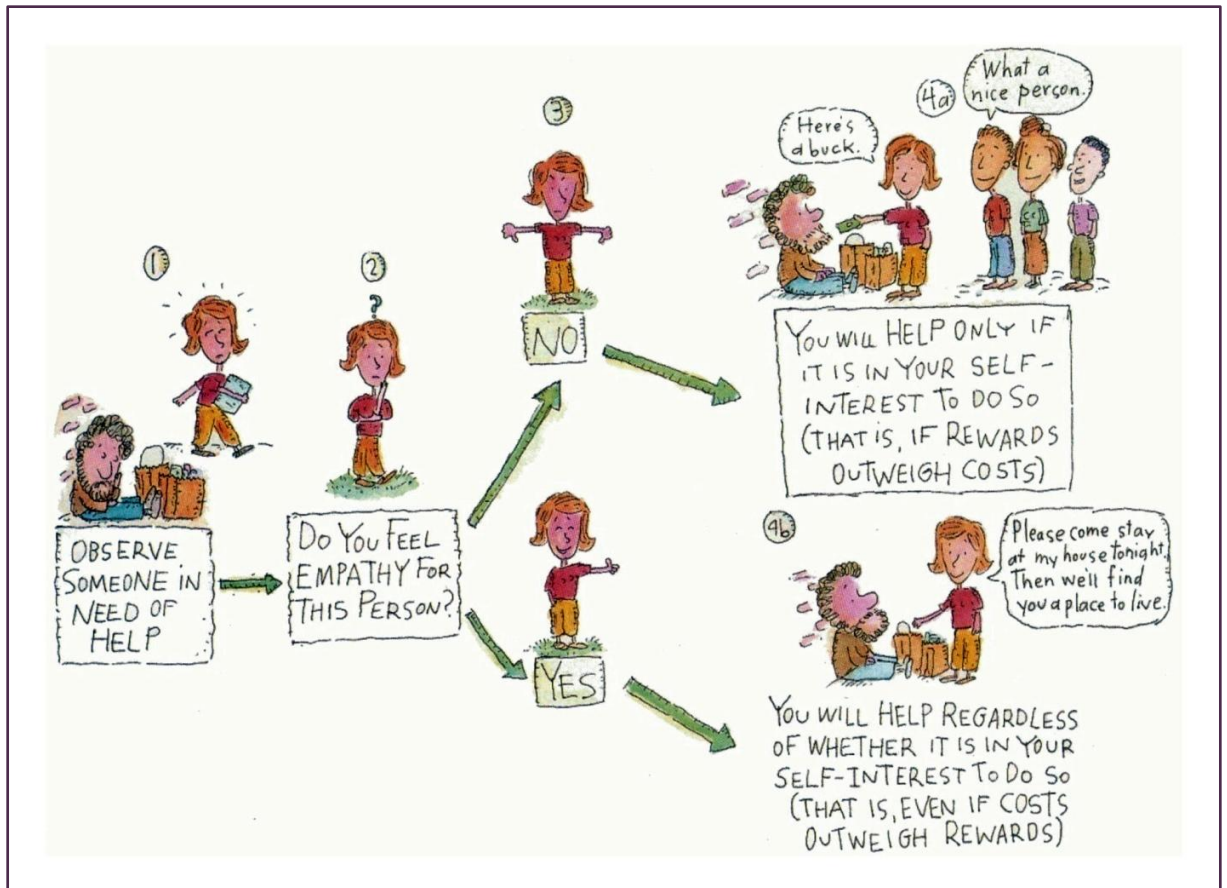 1
OBSERVE
SOMEONE IN
NEED OF
HELP
2
?
DO YOU FEEL
EMPATHY FOR
THIS PERSON?
3
NO
YES
4a
Here's
a buck.
What a
nice person.
YOU WILL HELP ONLY IF
IT IS IN YOUR SELF-
INTEREST TO DO SO
(THAT IS, IF REWARDS
OUTWEIGH COSTS)
4b
Please come stay
at my house tonight.
Then we'll find
you a place to live.
YOU WILL HELP REGARDLESS
OF WHETHER IT IS IN YOUR
SELF-INTEREST TO DO SO
(THAT IS, EVEN IF COSTS
OUTWEIGH REWARDS)